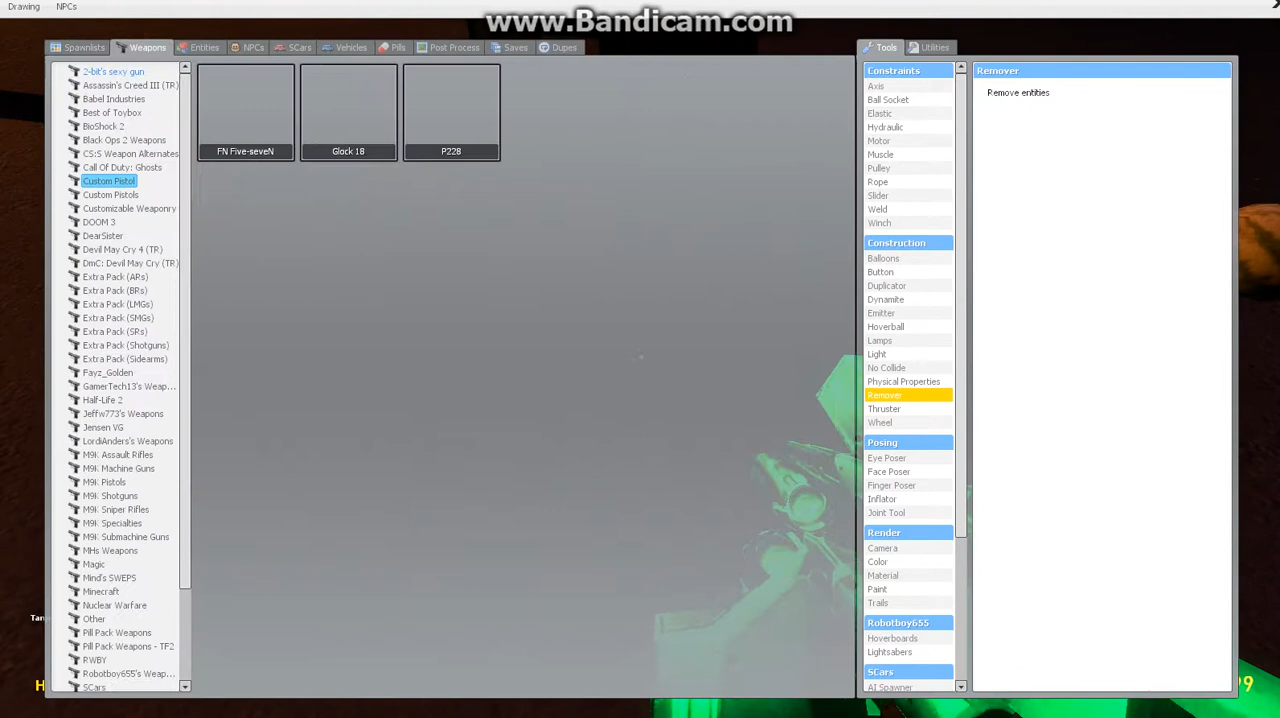 Drawing NPCs
www.Bandicam.com
Spawnlists Weapons Entities NPCs SCars Vehicles Pills Post Process Saves Dupes
Tools Utilities
2-bit's sexy gun
Assassin's Creed III (TR)
Babel Industries
Best of Toybox
BioShock 2
Black Ops 2 Weapons
CS:S Weapon Alternates
Call Of Duty: Ghosts
Custom Pistol
Custom Pistols
Customizable Weaponry
DOOM 3
DearSister
Devil May Cry 4 (TR)
DmC: Devil May Cry (TR)
Extra Pack (ARs)
Extra Pack (BRs)
Extra Pack (LMGs)
Extra Pack (SMGs)
Extra Pack (SRs)
Extra Pack (Shotguns)
Extra Pack (Sidearms)
Fayz_Golden
GamerTech13's Weap...
Half-Life 2
Jeffw773's Weapons
Jensen VG
LordiAnders's Weapons
M9K Assault Rifles
M9K Machine Guns
M9K Pistols
M9K Shotguns
M9K Sniper Rifles
M9K Specialties
M9K Submachine Guns
MHs Weapons
Magic
Mind's SWEPS
Minecraft
Nuclear Warfare
Other
Pill Pack Weapons
Pill Pack Weapons - TF2
RWBY
Robotboy655's Weap...
SCars
FN Five-seveN Glock 18 P228
Constraints
Axis
Ball Socket
Elastic
Hydraulic
Motor
Muscle
Pulley
Rope
Slider
Weld
Winch
Construction
Balloons
Button
Duplicator
Dynamite
Emitter
Hoverball
Lamps
Light
No Collide
Physical Properties
Remover
Thruster
Wheel
Posing
Eye Poser
Face Poser
Finger Poser
Inflator
Joint Tool
Render
Camera
Color
Material
Paint
Trails
Robotboy655
Hoverboards
Lightsabers
SCars
AI Spawner
Remover
Remove entities
Tan
H
99